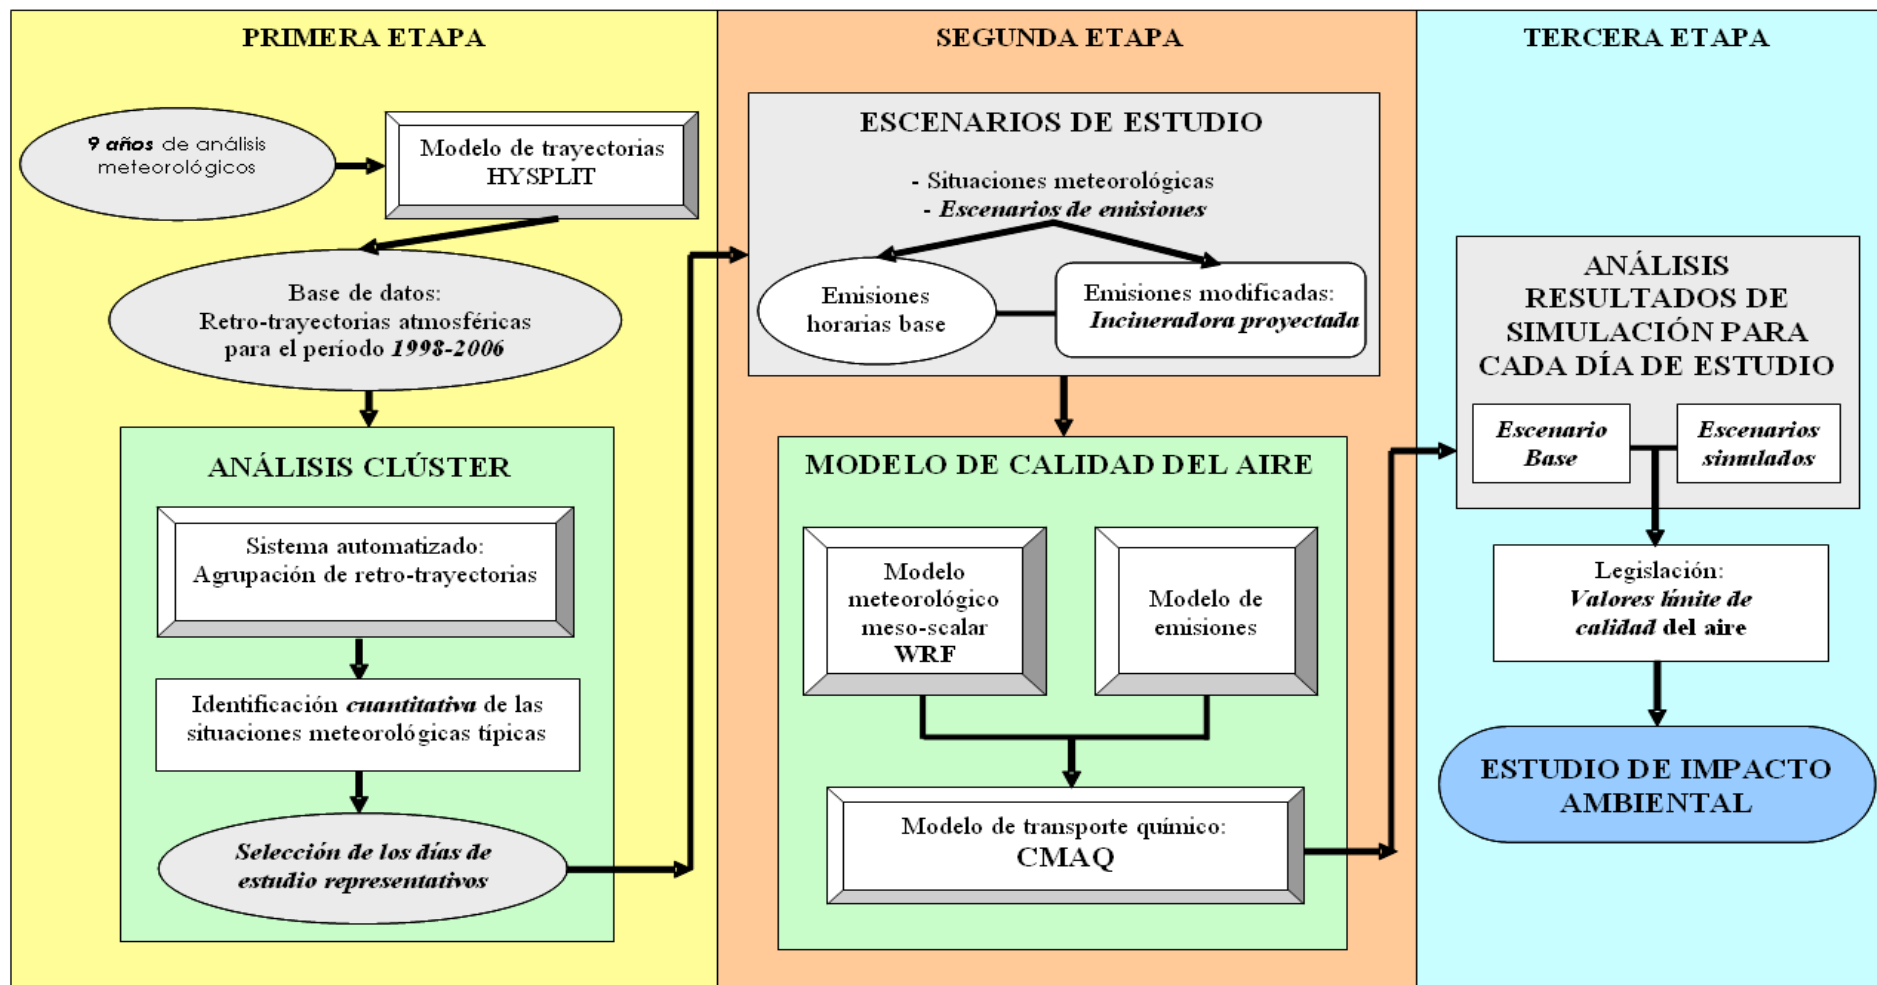 PRIMERA ETAPA
9 años de análisis
meteorológicos
Modelo de trayectorias
HYSPLIT
Base de datos:
Retro-trayectorias atmosféricas
para el período 1998-2006
ANÁLISIS CLÚSTER
Sistema automatizado:
Agrupación de retro-trayectorias
Identificación cuantitativa de las
situaciones meteorológicas típicas
Selección de los días de
estudio representativos
SEGUNDA ETAPA
ESCENARIOS DE ESTUDIO
- Situaciones meteorológicas
- Escenarios de emisiones
Emisiones
horarias base
Emisiones modificadas:
Incineradora proyectada
MODELO DE CALIDAD DEL AIRE
Modelo
meteorológico
meso-scalar
WRF
Modelo de
emisiones
Modelo de transporte químico:
CMAQ
TERCERA ETAPA
ANÁLISIS
RESULTADOS DE
SIMULACIÓN PARA
CADA DÍA DE ESTUDIO
Escenario
Base
Escenarios
simulados
Legislación:
Valores límite de
calidad del aire
ESTUDIO DE IMPACTO
AMBIENTAL